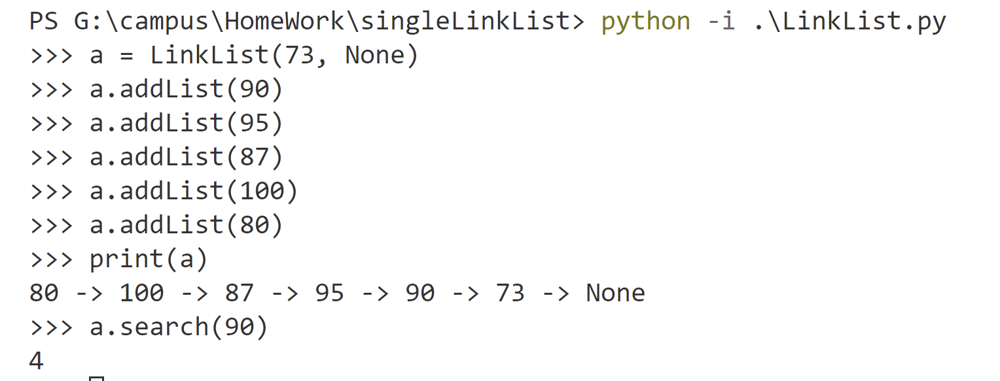 PS G:\campus\HomeWork\singleLinkList> python -i .\LinkList.py
>>> a = LinkList(73, None)
>>> a.addList(90)
>>> a.addList(95)
>>> a.addList(87)
>>> a.addList(100)
>>> a.addList(80)
>>> print(a)
80 -> 100 -> 87 -> 95 -> 90 -> 73 -> None
>>> a.search(90)
4